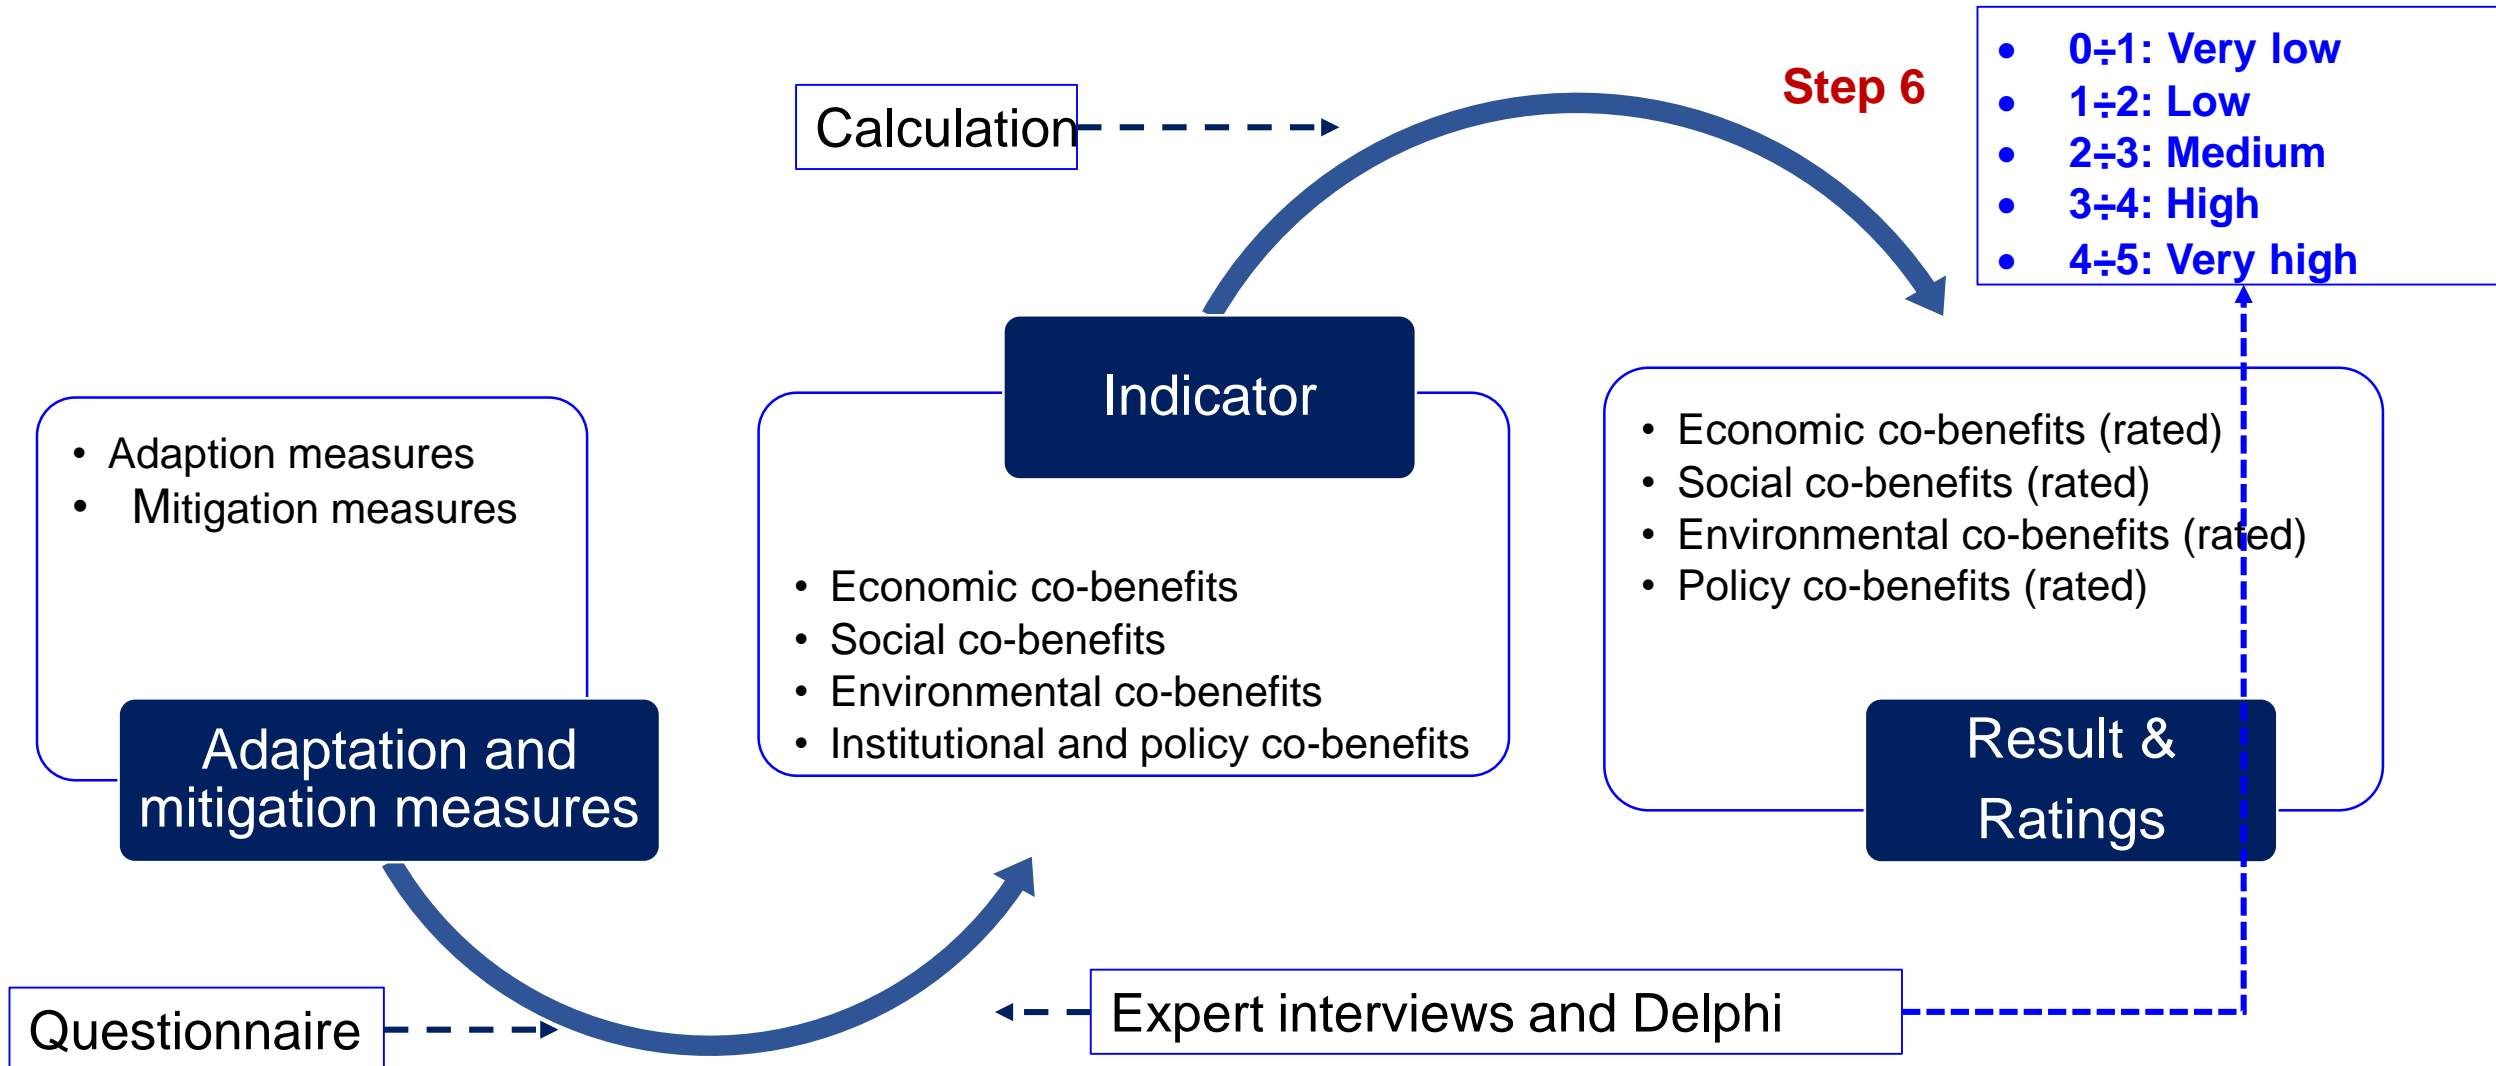 Calculation
Step 6
• 0÷1: Very low
• 1÷2: Low
• 2÷3: Medium
• 3÷4: High
• 4÷5: Very high
• Adaption measures
• Mitigation measures
Adaptation and
mitigation measures
Indicator
• Economic co-benefits
• Social co-benefits
• Environmental co-benefits
• Institutional and policy co-benefits
• Economic co-benefits (rated)
• Social co-benefits (rated)
• Environmental co-benefits (rated)
• Policy co-benefits (rated)
Result &
Ratings
Questionnaire
Expert interviews and Delphi